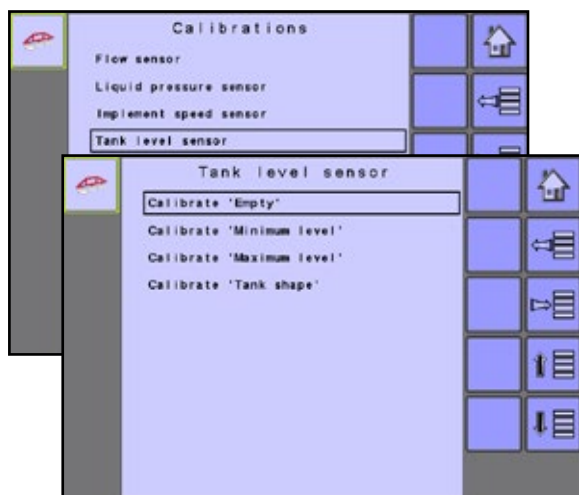 Calibrations
Flow sensor
Liquid pressure sensor
Implement speed sensor
Tank level sensor
Tank level sensor
Calibrate 'Empty'
Calibrate 'Minimum level'
Calibrate 'Maximum level'
Calibrate 'Tank shape'